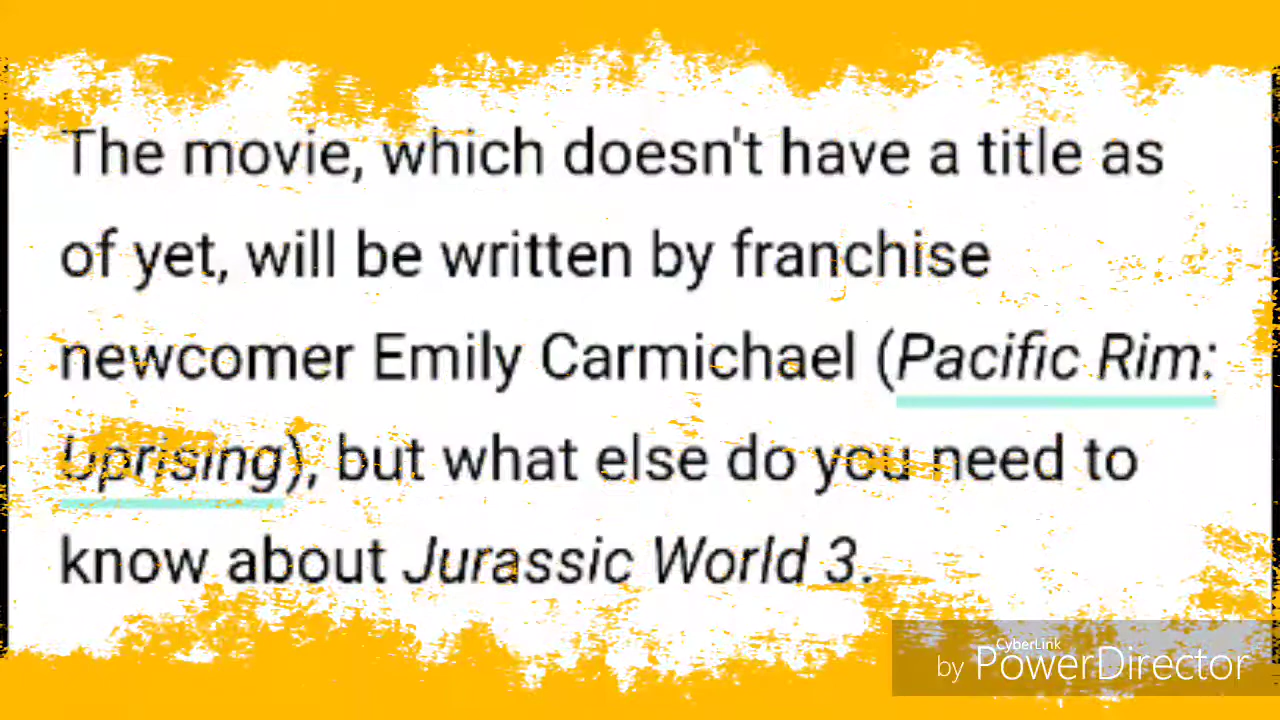 The movie, which doesn't have a title as
of yet, will be written by franchise
newcomer Emily Carmichael (Pacific Rim:
Uprising), but what else do you need to
know about Jurassic World 3.
CyberLink
by PowerDirector